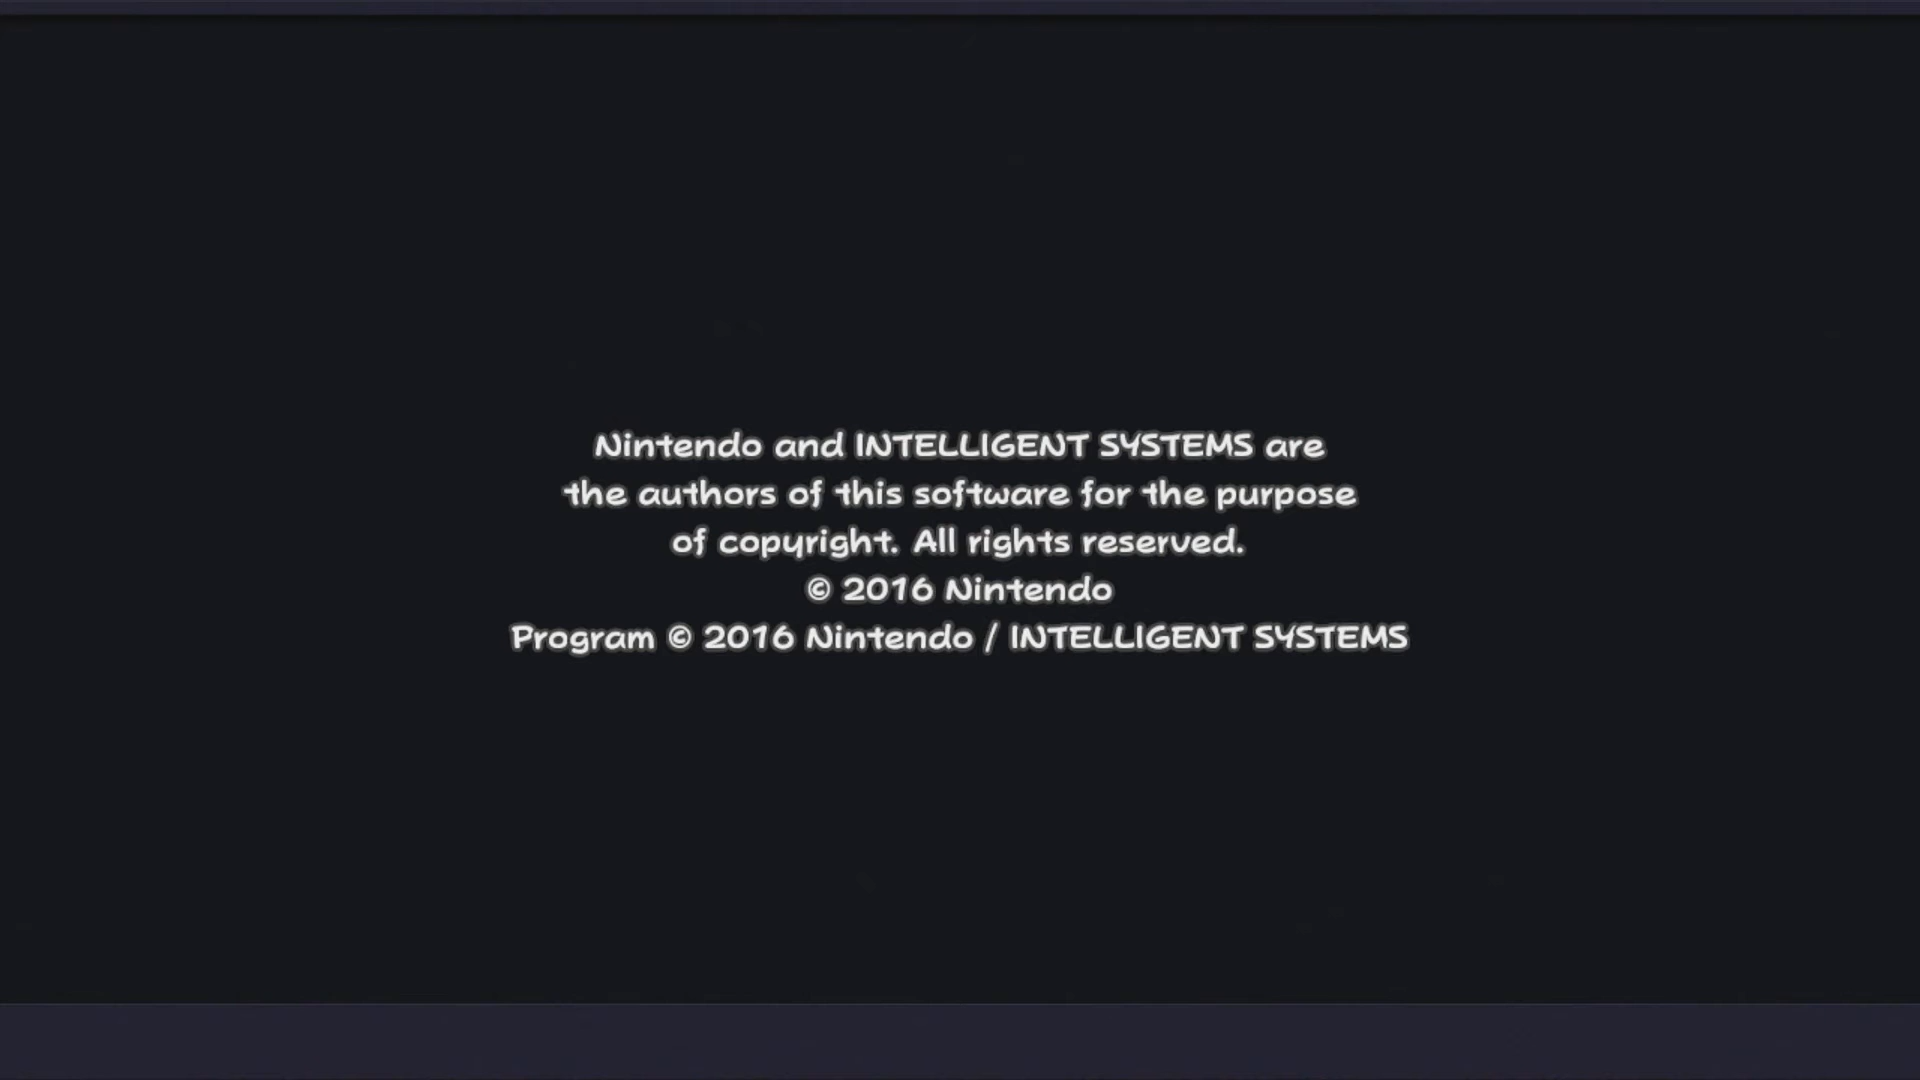 Nintendo and INTELLIGENT SYSTEMS are
the authors of this software for the purpose
of copyright. All rights reserved.
© 2016 Nintendo
Program © 2016 Nintendo / INTELLIGENT SYSTEMS